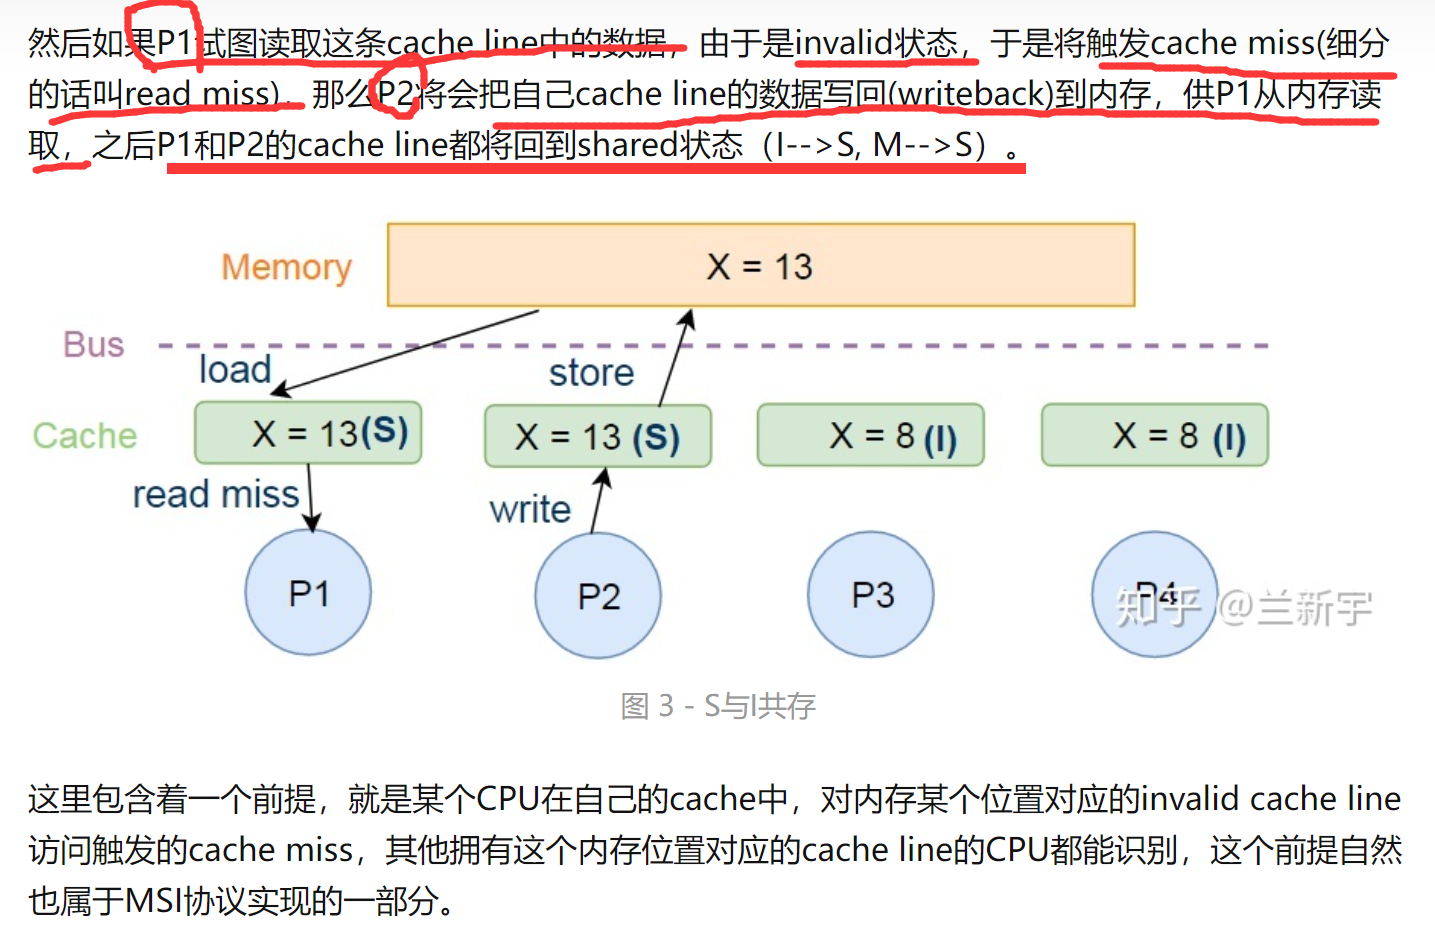 然后如果P1试图读取这条cache line中的数据，由于是invalid状态，于是将触发cache miss(细分
的话叫read miss)，那么P2将会把自己cache line的数据写回(writeback)到内存，供P1从内存读
取，之后P1和P2的cache line都将回到shared状态（I-->S, M-->S）。
Memory
X = 13
Bus
load
store
Cache
X = 13(S)
X = 13 (S)
X = 8 (I)
X = 8 (I)
read miss
write
P1
P2
P3
P4
知乎 @兰新宇
图 3 - S与I共存
这里包含着一个前提，就是某个CPU在自己的cache中，对内存某个位置对应的invalid cache line
访问触发的cache miss，其他拥有这个内存位置对应的cache line的CPU都能识别，这个前提自然
也属于MSI协议实现的一部分。